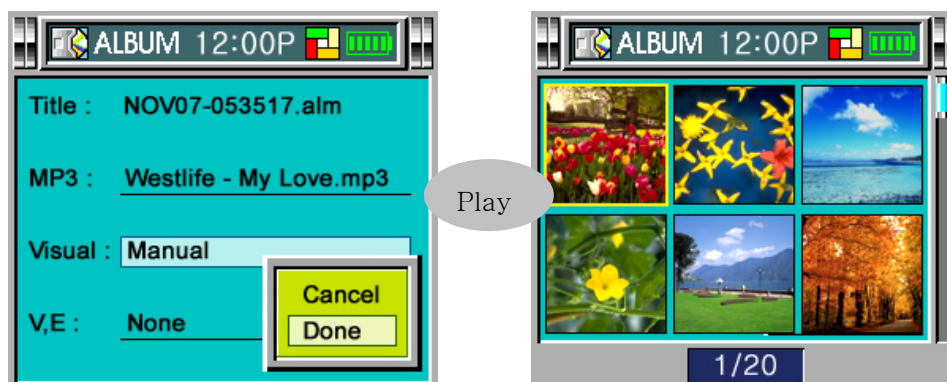 ALBUM 12:00P
Title : NOV07-053517.alm
MP3 : Westlife - My Love.mp3
Visual : Manual
V,E : None
Cancel
Done
Play
ALBUM 12:00P
1/20